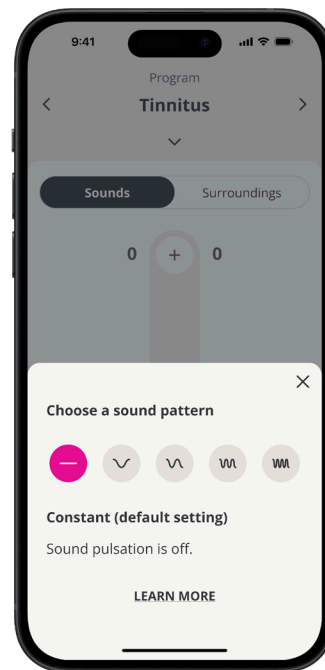 9:41
Program
Tinnitus
Sounds Surroundings
0 + 0
Choose a sound pattern
Constant (default setting)
Sound pulsation is off.
LEARN MORE